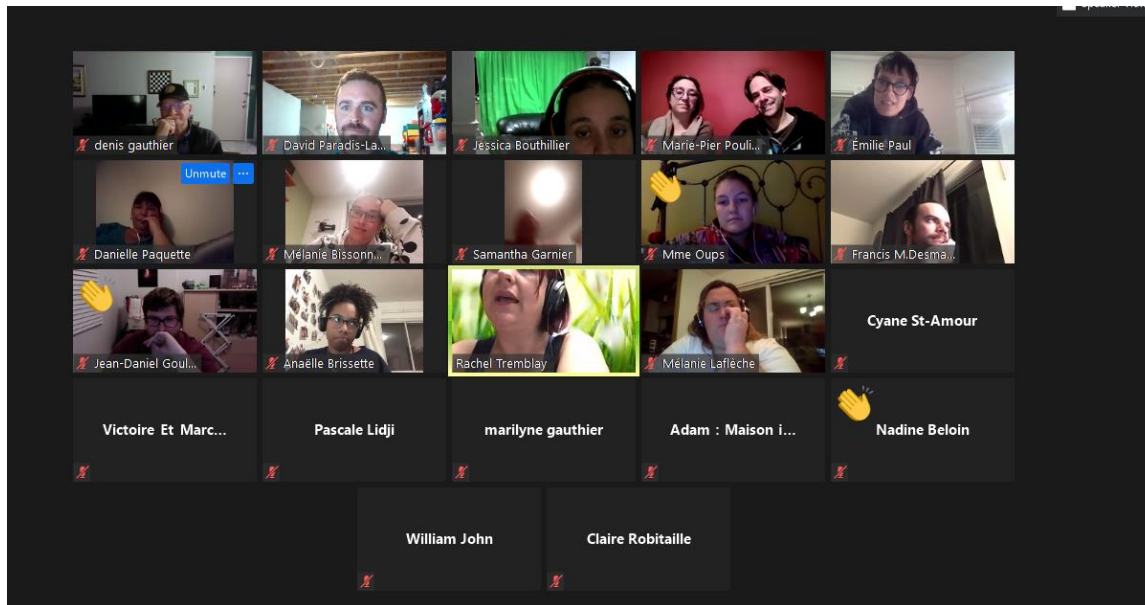 Speaker View
denis gauthier
David Paradis-La...
Jessica Bouthillier
Marie-Pier Pouli...
Émilie Paul
Unmute ...
Danielle Paquette
Mélanie Bissonn...
Samantha Garnier
Mme Oups
Francis M.Desma...
Jean-Daniel Goul...
Anaëlle Brissette
Rachel Tremblay
Mélanie Laflèche
Cyane St-Amour
Victoire Et Marc...
Pascale Lidji
marilyne gauthier
Adam : Maison i...
Nadine Beloin
William John
Claire Robitaille